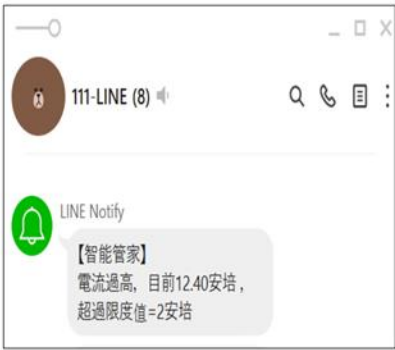 111-LINE (8)
LINE Notify
【智能管家】
電流過高, 目前12.40安培,
超過限度值=2安培